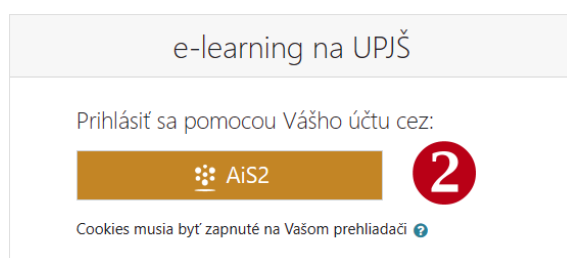 e-learning na UPJŠ
Prihlásiť sa pomocou Vášho účtu cez:
AiS2
2
Cookies musia byť zapnuté na Vašom prehliadači ?